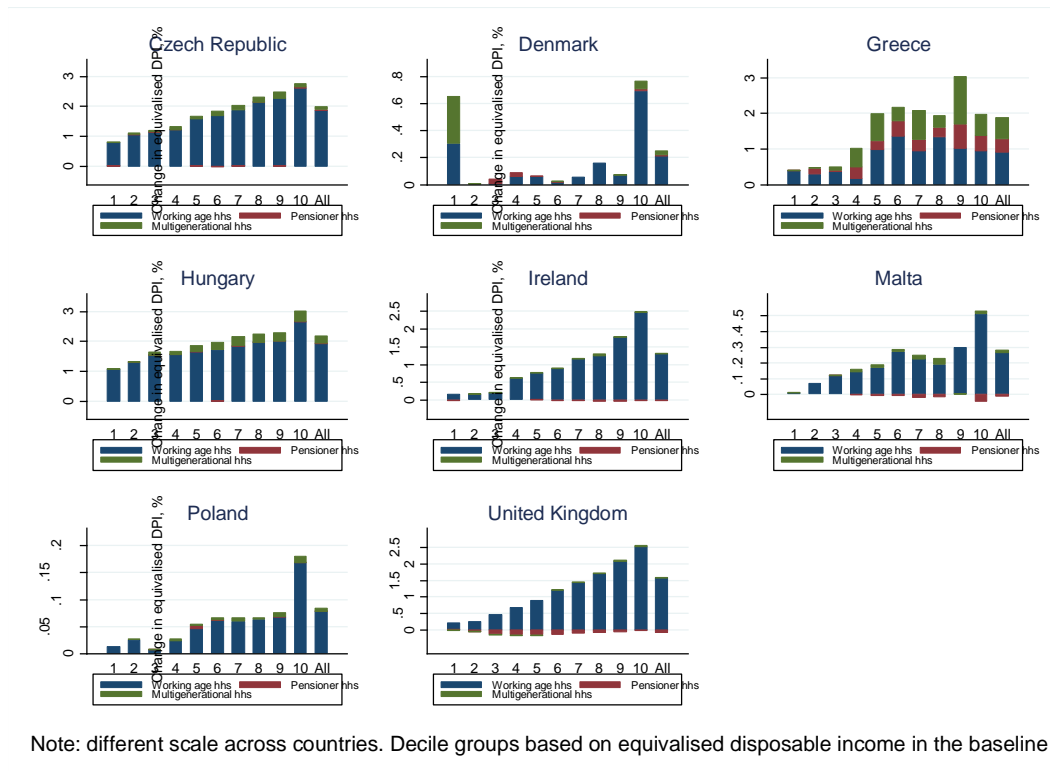 Czech Republic
Change in equivalised DPI, %
3
2
1
0
1 2 3 4 5 6 7 8 9 10 All
Working age hhs Pensioner hhs
Multigenerational hhs
Denmark
Change in equivalised DPI, %
.8
.6
.4
.2
0
1 2 3 4 5 6 7 8 9 10 All
Working age hhs Pensioner hhs
Multigenerational hhs
Greece
3
2
1
0
1 2 3 4 5 6 7 8 9 10 All
Working age hhs Pensioner hhs
Multigenerational hhs
Hungary
Change in equivalised DPI, %
3
2
1
0
1 2 3 4 5 6 7 8 9 10 All
Working age hhs Pensioner hhs
Multigenerational hhs
Ireland
Change in equivalised DPI, %
2.5
2
1.5
1
.5
0
1 2 3 4 5 6 7 8 9 10 All
Working age hhs Pensioner hhs
Multigenerational hhs
Malta
.5
.4
.3
.2
.1
0
1 2 3 4 5 6 7 8 9 10 All
Working age hhs Pensioner hhs
Multigenerational hhs
Poland
Change in equivalised DPI, %
.2
.15
.1
.05
0
1 2 3 4 5 6 7 8 9 10 All
Working age hhs Pensioner hhs
Multigenerational hhs
United Kingdom
2.5
2
1.5
1
.5
0
1 2 3 4 5 6 7 8 9 10 All
Working age hhs Pensioner hhs
Multigenerational hhs
Note: different scale across countries. Decile groups based on equivalised disposable income in the baseline